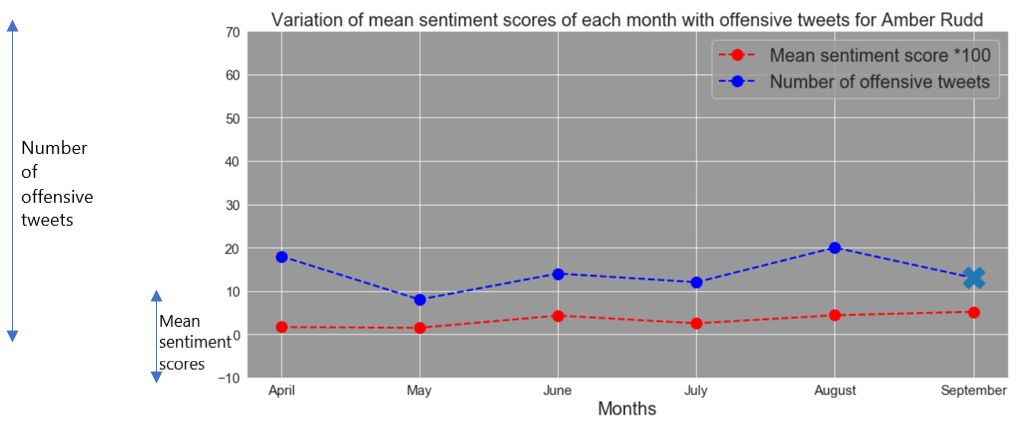 Variation of mean sentiment scores of each month with offensive tweets for Amber Rudd
Mean sentiment score *100
Number of offensive tweets
Number
of
offensive
tweets
Mean
sentiment
scores
70
60
50
40
30
20
10
0
−10
April May June July August September
Months